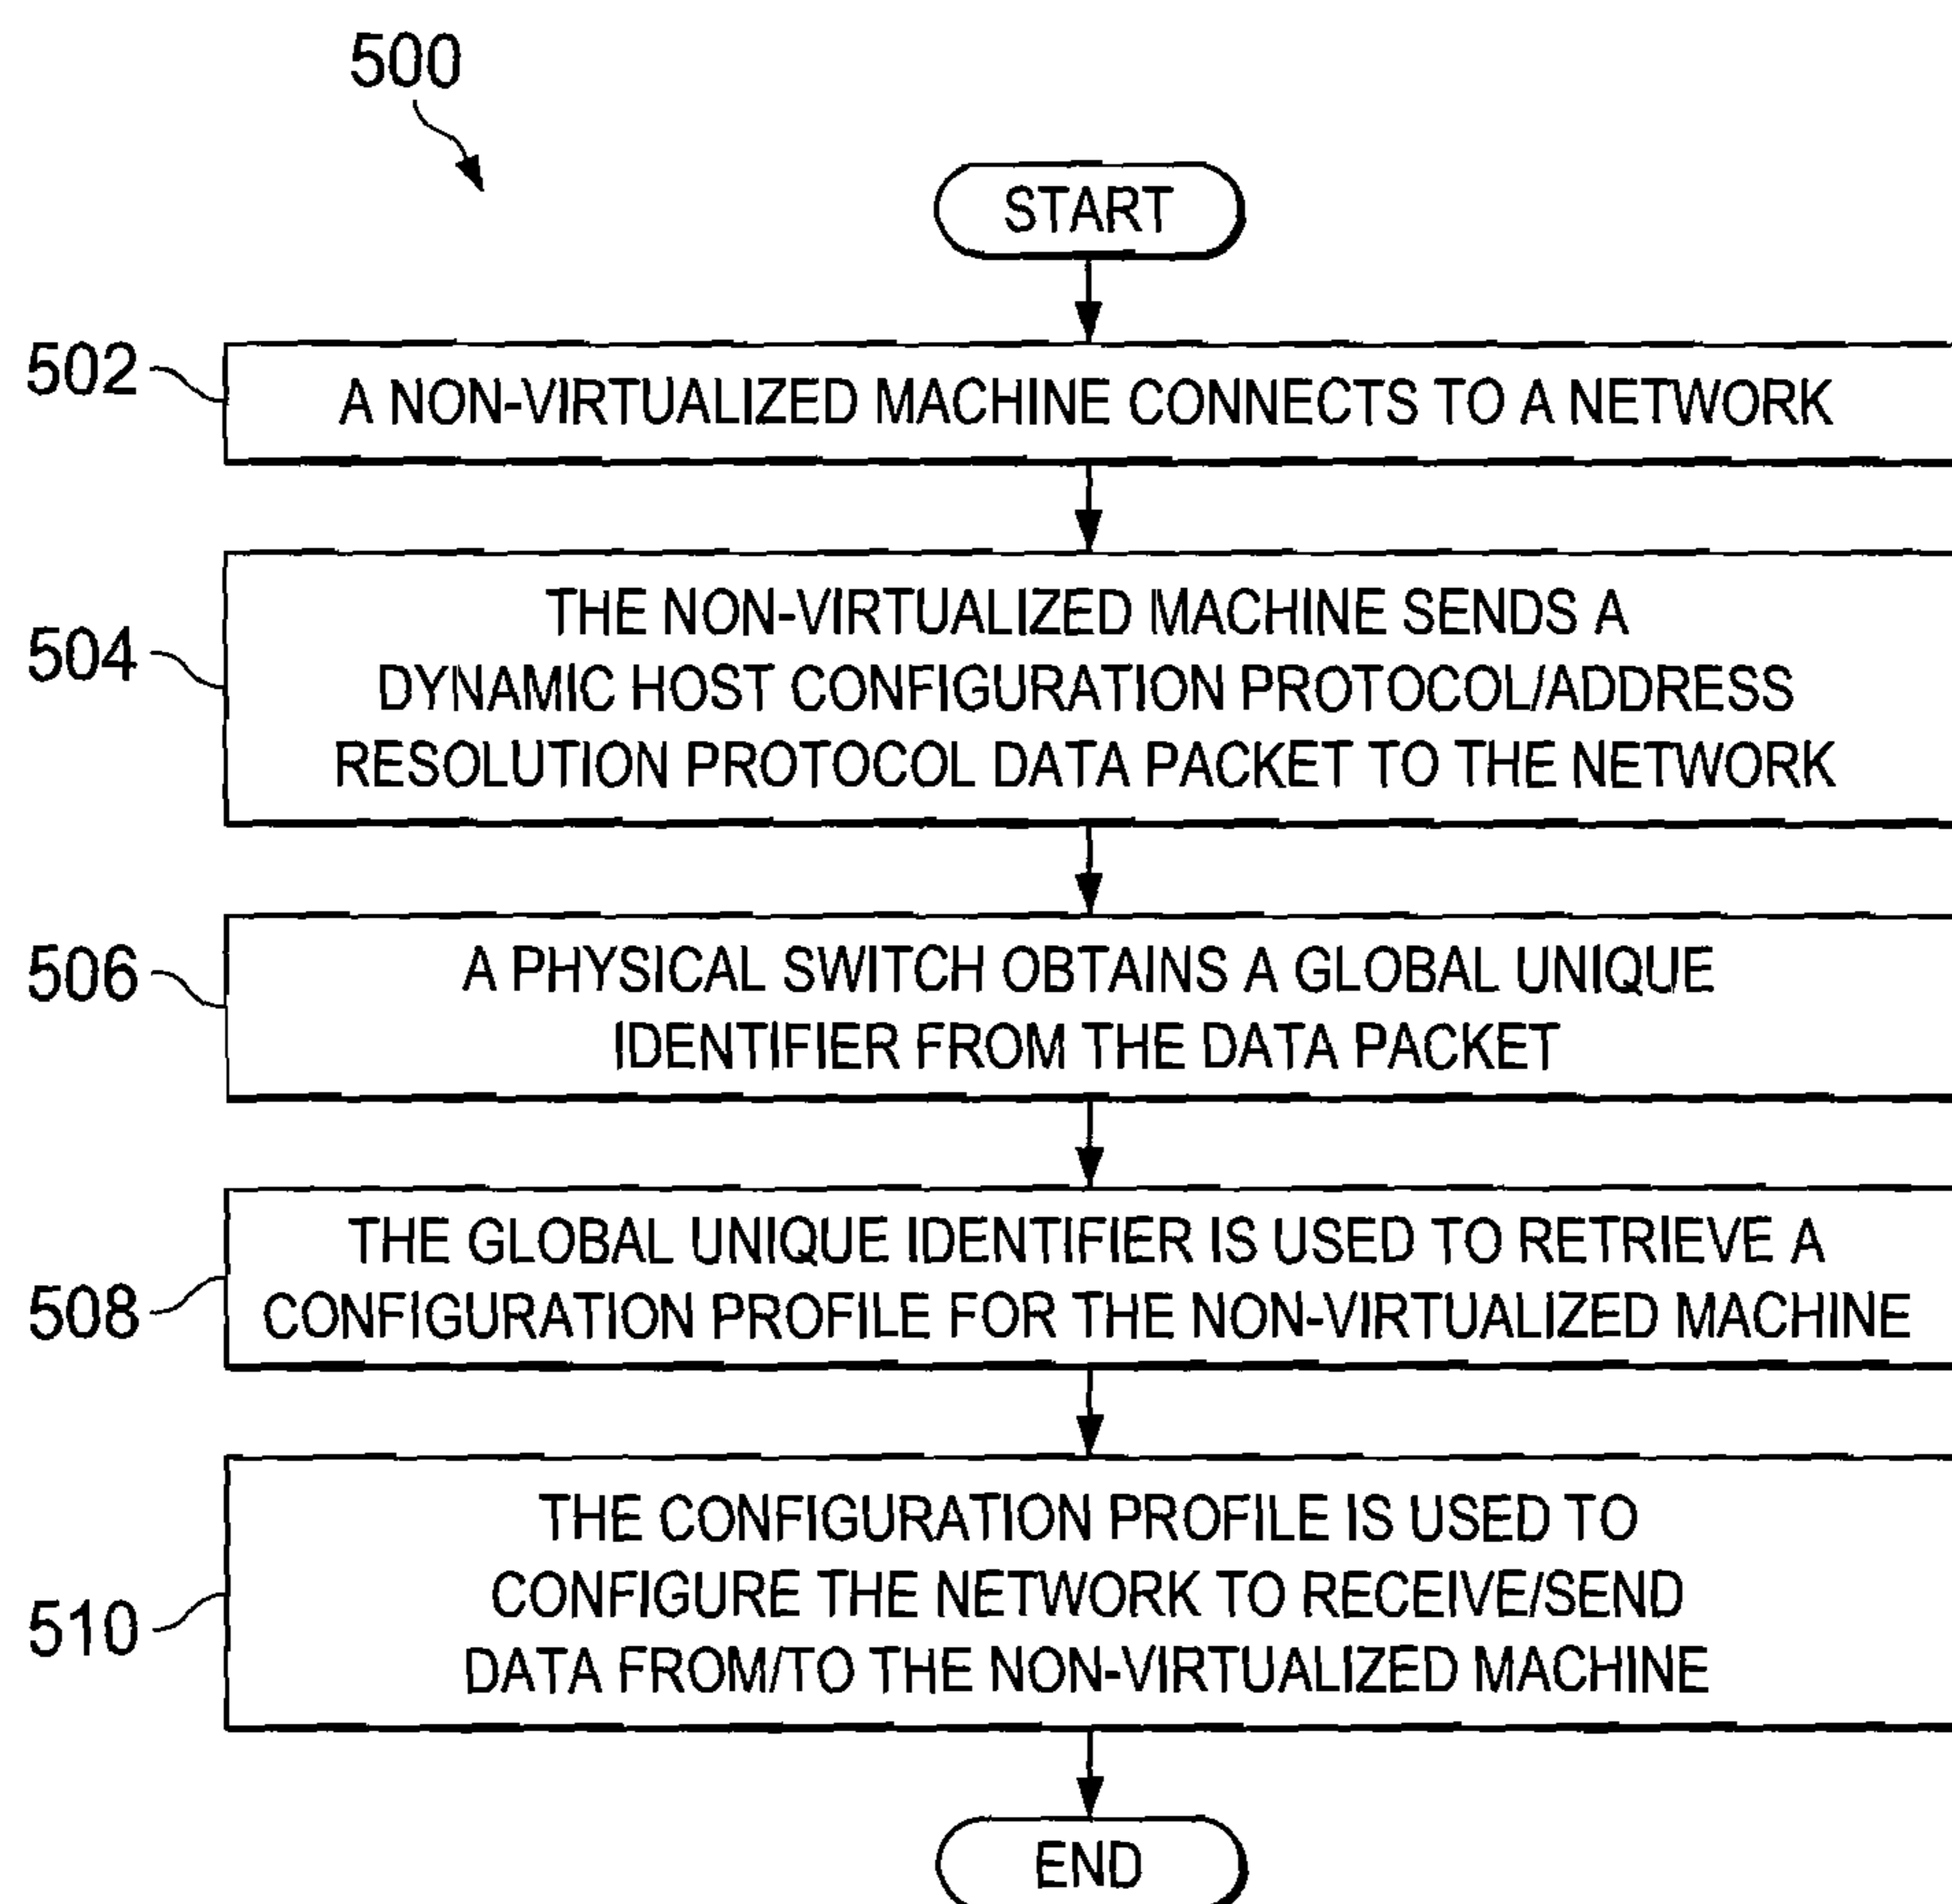 500
START
502
A NON-VIRTUALIZED MACHINE CONNECTS TO A NETWORK
504
THE NON-VIRTUALIZED MACHINE SENDS A
DYNAMIC HOST CONFIGURATION PROTOCOL/ADDRESS
RESOLUTION PROTOCOL DATA PACKET TO THE NETWORK
506
A PHYSICAL SWITCH OBTAINS A GLOBAL UNIQUE
IDENTIFIER FROM THE DATA PACKET
508
THE GLOBAL UNIQUE IDENTIFIER IS USED TO RETRIEVE A
CONFIGURATION PROFILE FOR THE NON-VIRTUALIZED MACHINE
510
THE CONFIGURATION PROFILE IS USED TO
CONFIGURE THE NETWORK TO RECEIVE/SEND
DATA FROM/TO THE NON-VIRTUALIZED MACHINE
END